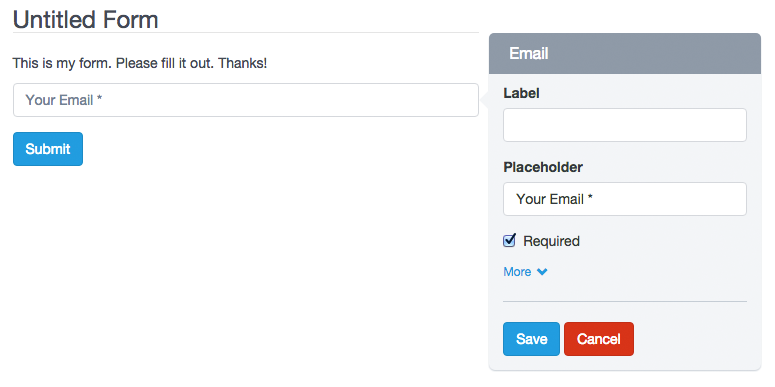 Untitled Form
This is my form. Please fill it out. Thanks!
Your Email *
Submit
Email
Label
Placeholder
Your Email *
Required
More
Save Cancel